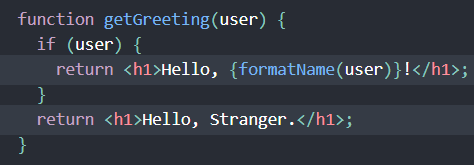 function getGreeting(user) {
  if (user) {
    return <h1>Hello, {formatName(user)}!</h1>;
  }
  return <h1>Hello, Stranger.</h1>;
}